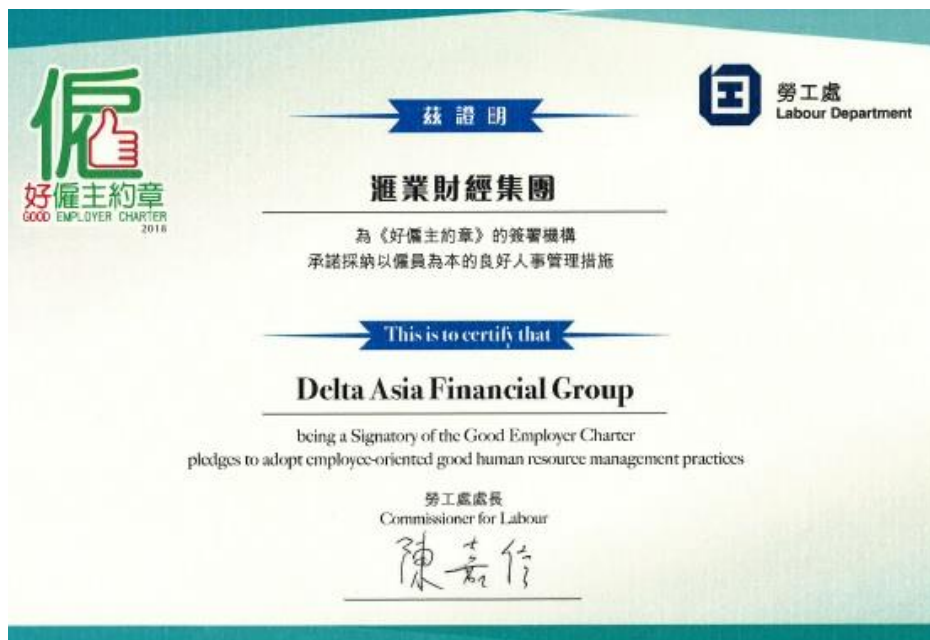 僱
好僱主約章
GOOD EMPLOYER CHARTER
2018
勞工處
Labour Department
茲證明
滙業財經集團
為《好僱主約章》的簽署機構
承諾採納以僱員為本的良好人事管理措施
This is to certify that
Delta Asia Financial Group
being a Signatory of the Good Employer Charter
pledges to adopt employee-oriented good human resource management practices
勞工處處長
Commissioner for Labour
陳嘉信